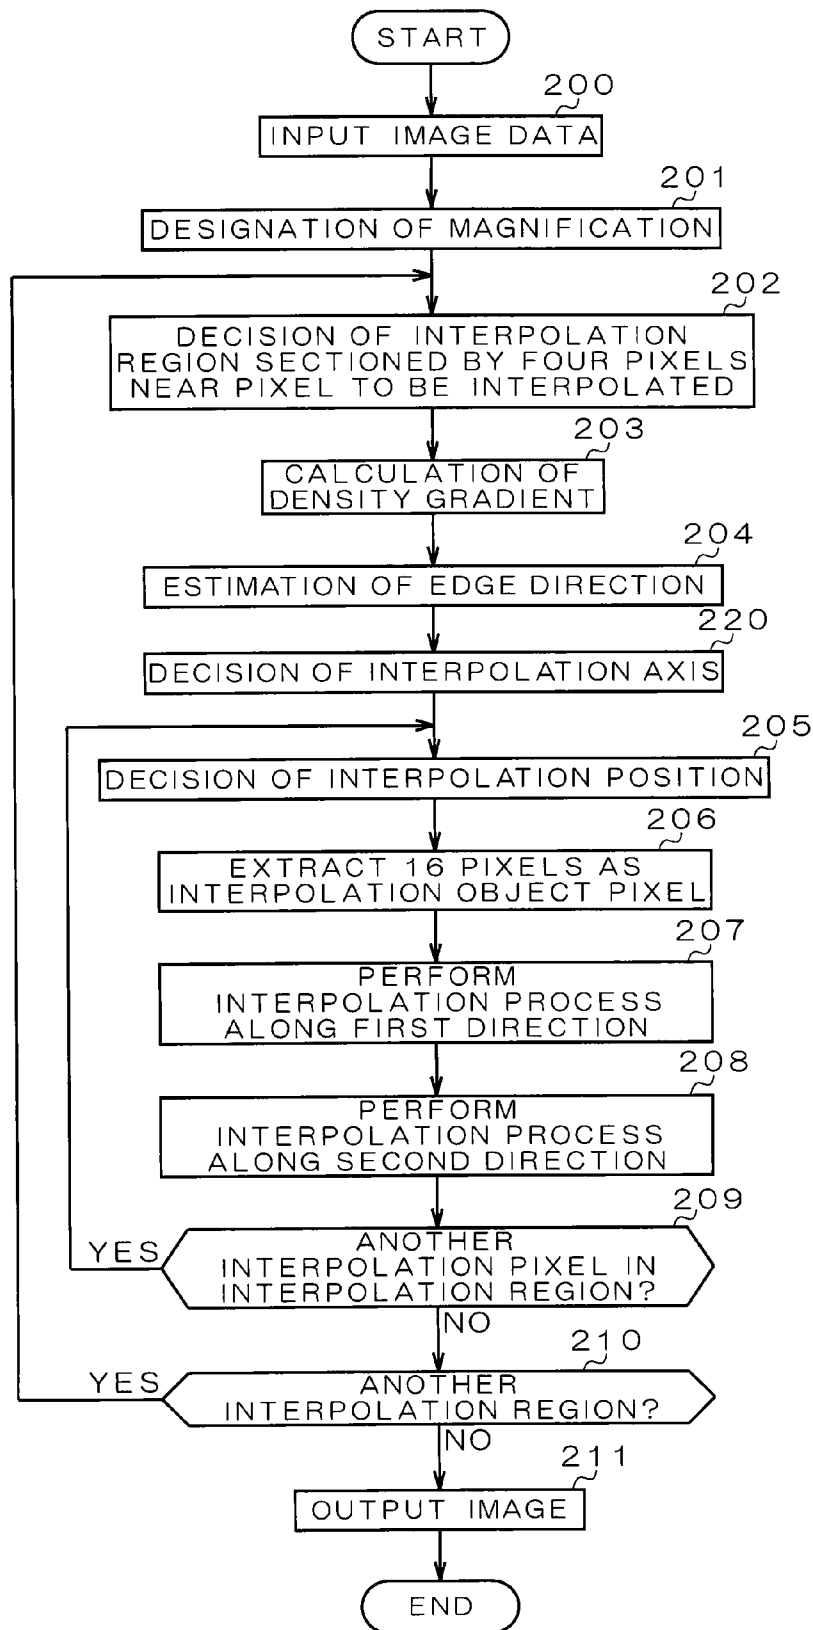 START
200
INPUT IMAGE DATA
201
DESIGNATION OF MAGNIFICATION
202
DECISION OF INTERPOLATION
REGION SECTIONED BY FOUR PIXELS
NEAR PIXEL TO BE INTERPOLATED
203
CALCULATION OF
DENSITY GRADIENT
204
ESTIMATION OF EDGE DIRECTION
220
DECISION OF INTERPOLATION AXIS
205
DECISION OF INTERPOLATION POSITION
206
EXTRACT 16 PIXELS AS
INTERPOLATION OBJECT PIXEL
207
PERFORM
INTERPOLATION PROCESS
ALONG FIRST DIRECTION
208
PERFORM
INTERPOLATION PROCESS
ALONG SECOND DIRECTION
209
YES
ANOTHER
INTERPOLATION PIXEL IN
INTERPOLATION REGION?
NO
210
YES
ANOTHER
INTERPOLATION REGION?
NO
211
OUTPUT IMAGE
END